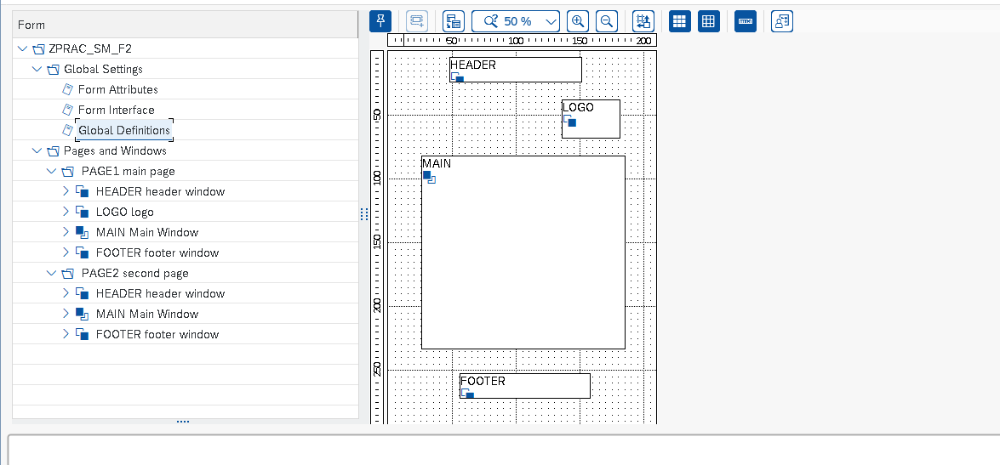 Form
ZPRAC_SM_F2
Global Settings
Form Attributes
Form Interface
Global Definitions
Pages and Windows
PAGE1 main page
HEADER header window
LOGO logo
MAIN Main Window
FOOTER footer window
PAGE2 second page
HEADER header window
MAIN Main Window
FOOTER footer window
50 %
50 100 150 200
HEADER
LOGO
50
MAIN
100
150
200
250
FOOTER